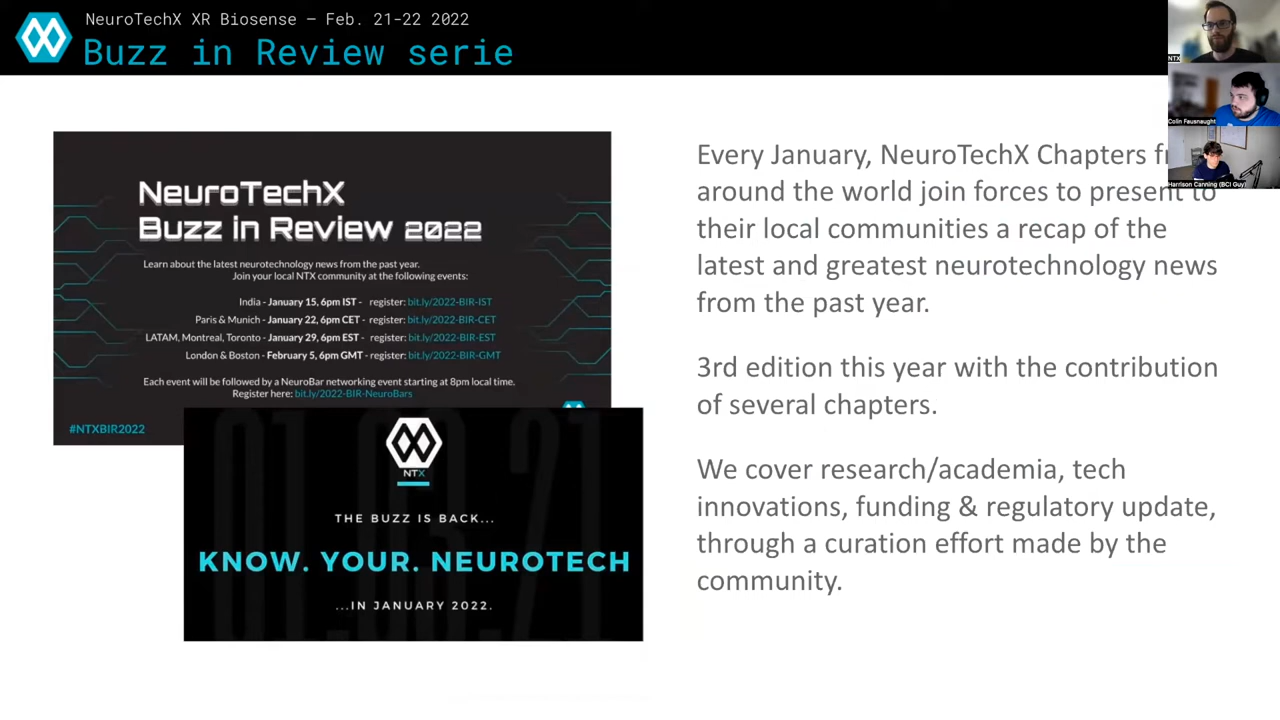 NeuroTechX XR Biosense – Feb. 21-22 2022
Buzz in Review serie
NTX
Colin Fausnaught
Harrison Canning (BCI Guy)
NeuroTechX
Buzz in Review 2022
Learn about the latest neurotechnology news from the past year.
Join your local NTX community at the following events:
India - January 15, 6pm IST - register: bit.ly/2022-BIR-IST
Paris & Munich - January 22, 6pm CET - register: bit.ly/2022-BIR-CET
LATAM, Montreal, Toronto - January 29, 6pm EST - register: bit.ly/2022-BIR-EST
London & Boston - February 5, 6pm GMT - register: bit.ly/2022-BIR-GMT
Each event will be followed by a NeuroBar networking event starting at 8pm local time.
Register here: bit.ly/2022-BIR-NeuroBars
#NTXBIR2022
NTX
THE BUZZ IS BACK...
KNOW. YOUR. NEUROTECH
...IN JANUARY 2022.
Every January, NeuroTechX Chapters
around the world join forces to present to
their local communities a recap of the
latest and greatest neurotechnology news
from the past year.
3rd edition this year with the contribution
of several chapters.
We cover research/academia, tech
innovations, funding & regulatory update,
through a curation effort made by the
community.